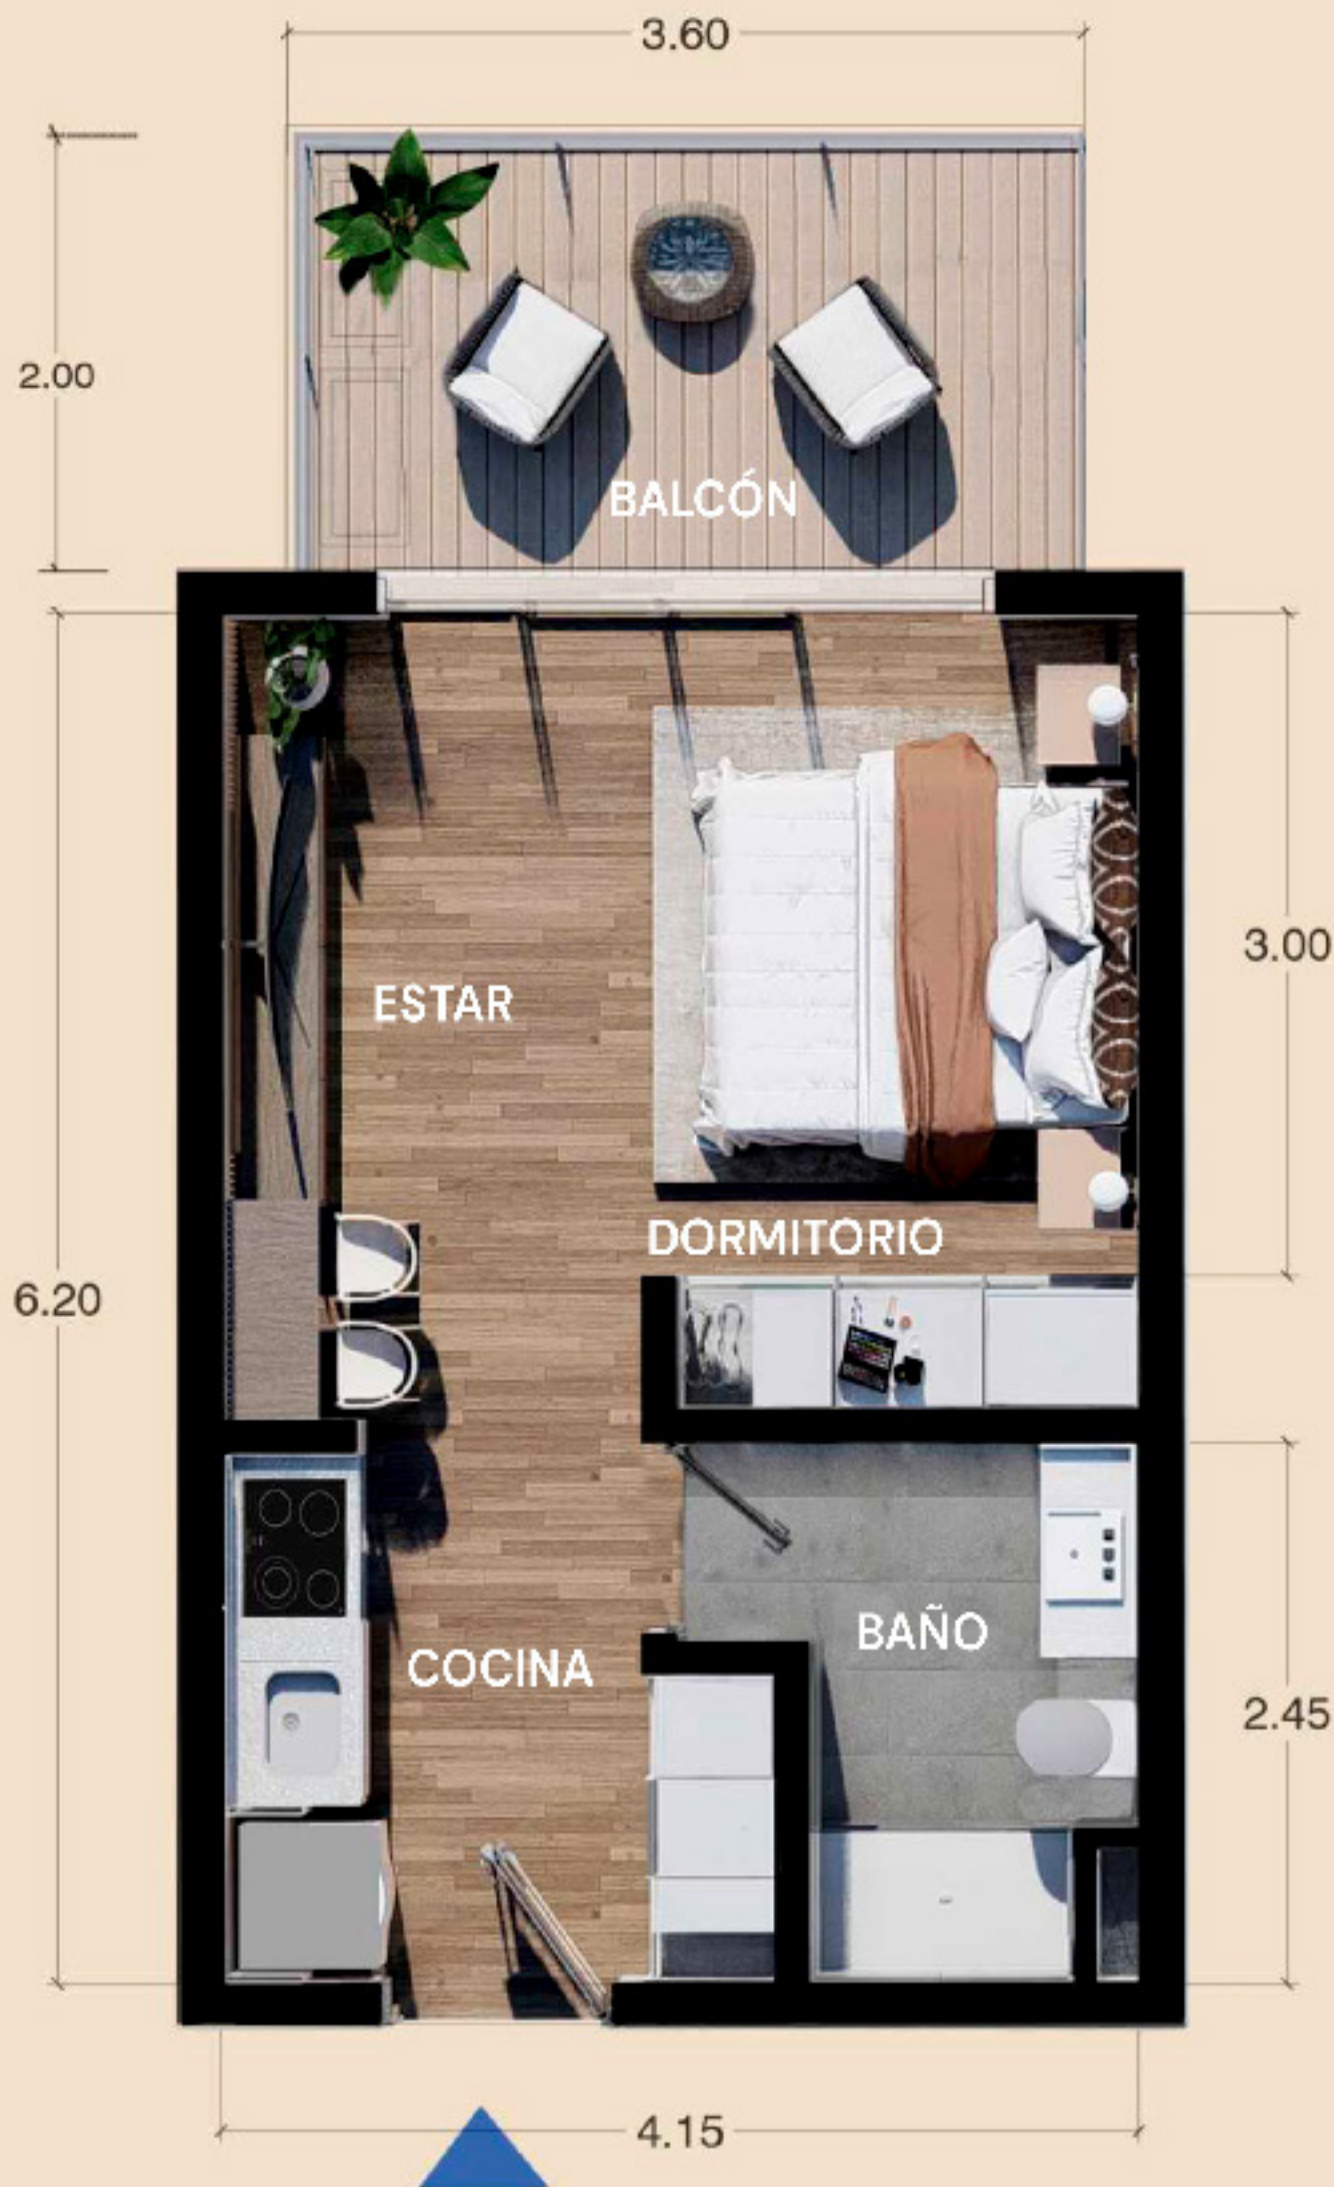 3.60
2.00
BALCÓN
3.00
ESTAR
DORMITORIO
6.20
BAÑO
COCINA
2.45
4.15